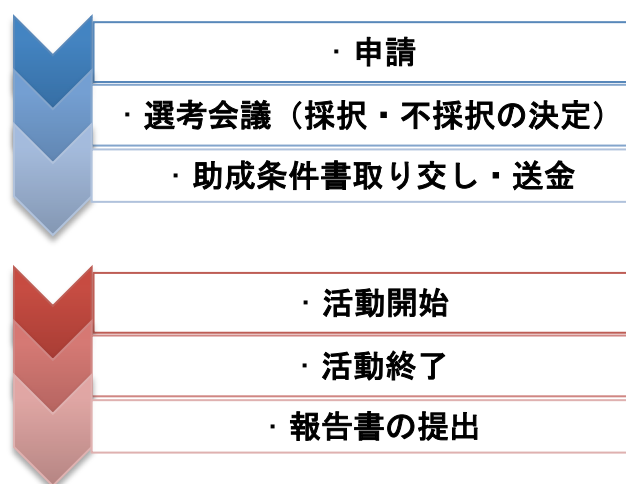 ・申請
・選考会議（採択・不採択の決定）
・助成条件書取り交し・送金
・活動開始
・活動終了
・報告書の提出